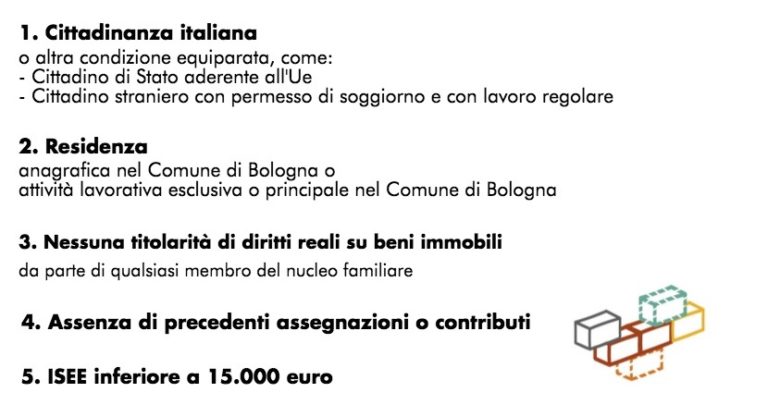 1. Cittadinanza italiana
o altra condizione equiparata, come:
- Cittadino di Stato aderente all'Ue
- Cittadino straniero con permesso di soggiorno e con lavoro regolare
2. Residenza
anagrafica nel Comune di Bologna o
attività lavorativa esclusiva o principale nel Comune di Bologna
3. Nessuna titolarità di diritti reali su beni immobili
da parte di qualsiasi membro del nucleo familiare
4. Assenza di precedenti assegnazioni o contributi
5. ISEE inferiore a 15.000 euro